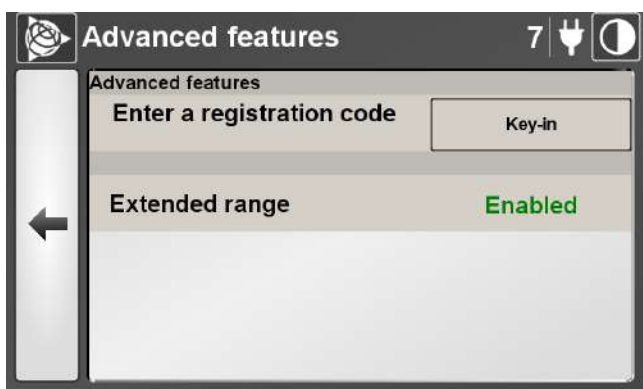 Advanced features 7
Advanced features
Enter a registration code Key-in
Extended range Enabled